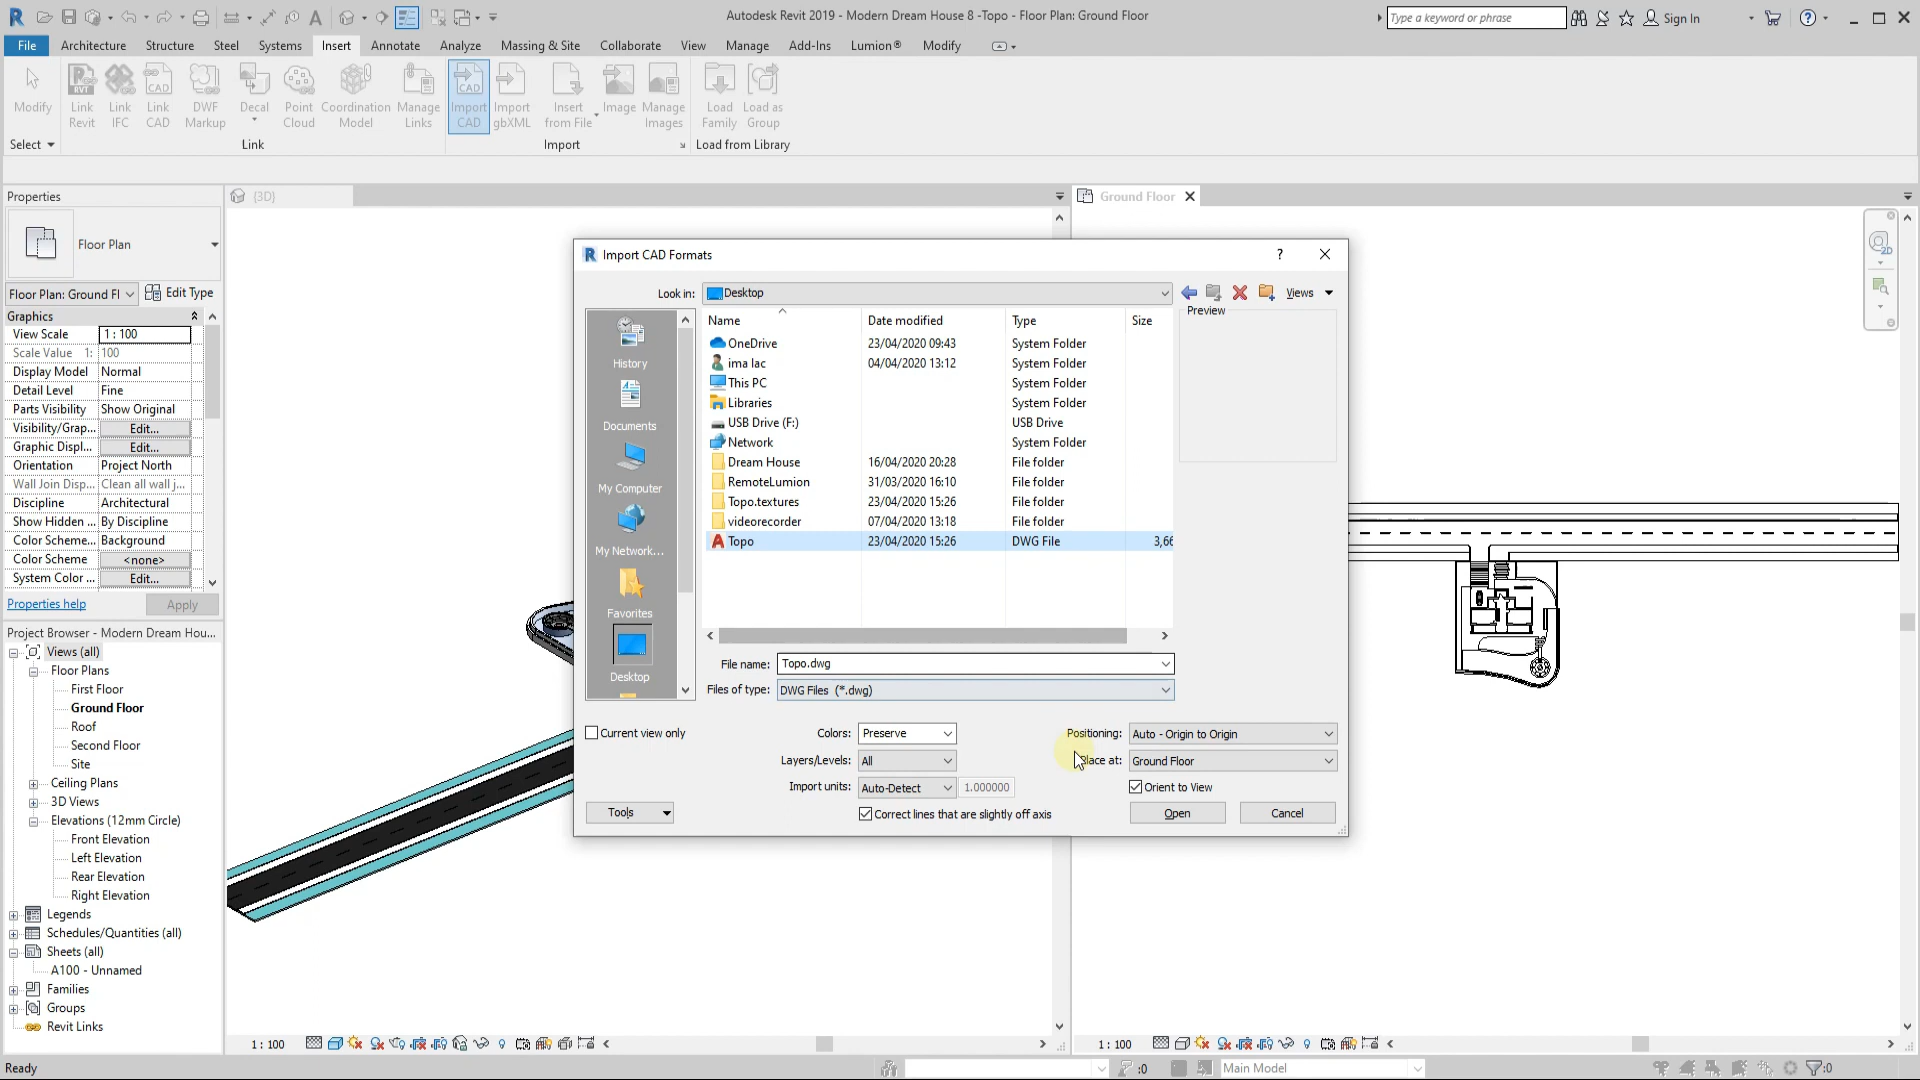 Autodesk Revit 2019 - Modern Dream House 8 -Topo - Floor Plan: Ground Floor
Type a keyword or phrase
Sign In
File Architecture Structure Steel Systems Insert Annotate Analyze Massing & Site Collaborate View Manage Add-Ins Lumion® Modify
Modify
Link Revit
Link IFC
Link CAD
DWF Markup
Decal
Point Cloud
Coordination Model
Manage Links
Import CAD
Import gbXML
Insert from File
Image
Manage Images
Load Family
Load as Group
Select
Link
Import
Load from Library
Properties
{3D}
Ground Floor
Floor Plan
Floor Plan: Ground Fl
Edit Type
Graphics
View Scale 1 : 100
Scale Value 1: 100
Display Model Normal
Detail Level Fine
Parts Visibility Show Original
Visibility/Grap... Edit...
Graphic Displ... Edit...
Orientation Project North
Wall Join Disp... Clean all wall j...
Discipline Architectural
Show Hidden ... By Discipline
Color Scheme... Background
Color Scheme <none>
System Color ... Edit...
Properties help
Apply
Project Browser - Modern Dream Hou...
Views (all)
Floor Plans
First Floor
Ground Floor
Roof
Second Floor
Site
Ceiling Plans
3D Views
Elevations (12mm Circle)
Front Elevation
Left Elevation
Rear Elevation
Right Elevation
Legends
Schedules/Quantities (all)
Sheets (all)
A100 - Unnamed
Families
Groups
Revit Links
Import CAD Formats
Look in: Desktop
Views
History
Documents
My Computer
My Network...
Favorites
Desktop
Name Date modified Type Size
OneDrive 23/04/2020 09:43 System Folder
ima lac 04/04/2020 13:12 System Folder
This PC System Folder
Libraries System Folder
USB Drive (F:) USB Drive
Network System Folder
Dream House 16/04/2020 20:28 File folder
RemoteLumion 31/03/2020 16:10 File folder
Topo.textures 23/04/2020 15:26 File folder
videorecorder 07/04/2020 13:18 File folder
Topo 23/04/2020 15:26 DWG File 3,66
Preview
File name: Topo.dwg
Files of type: DWG Files (*.dwg)
Current view only
Colors: Preserve
Positioning: Auto - Origin to Origin
Layers/Levels: All
lace at: Ground Floor
Import units: Auto-Detect 1.000000
Orient to View
Tools
Correct lines that are slightly off axis
Open
Cancel
1 : 100
1 : 100
Ready
:0
Main Model
:0